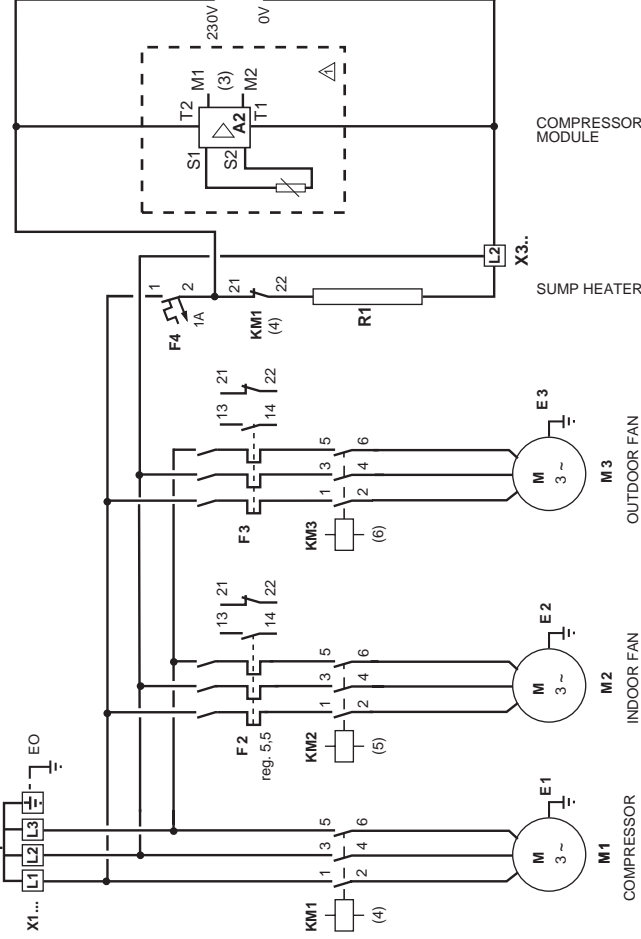 X1...
L1
L2
L3
EO
KM1
(4)
1
3
5
2
4
6
M
3 ~
E1
M1
COMPRESSOR
F 2
reg. 5,5
13
21
14
22
KM2
(5)
1
3
5
2
4
6
M
3 ~
E 2
M 2
INDOOR FAN
F 3
13
21
14
22
KM3
(6)
1
3
5
2
4
6
M
3 ~
E 3
M 3
OUTDOOR FAN
F4
1
2
1A
21
22
KM1
(4)
R1
L2
X3..
SUMP HEATER
S1
S2
T2
T1
A2
M1
(3)
M2
1
230V
0V
COMPRESSOR
MODULE